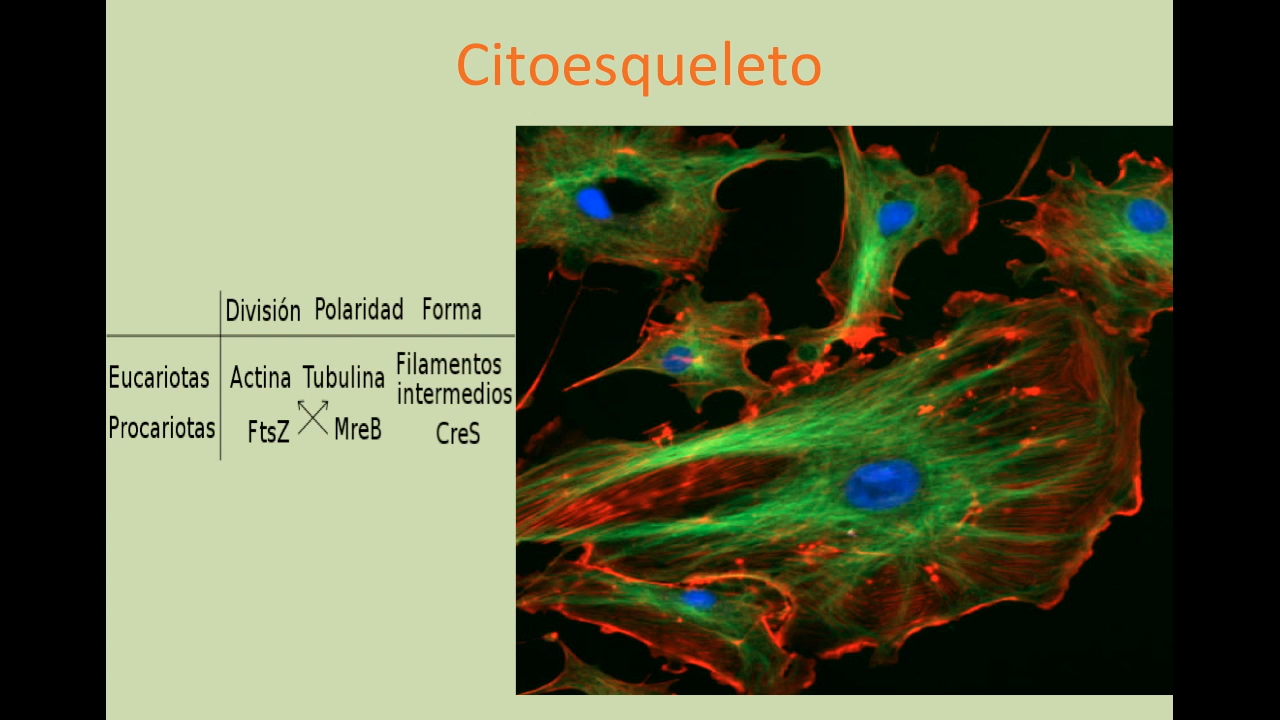 Citoesqueleto
División Polaridad Forma
Eucariotas Actina Tubulina Filamentos intermedios
Procariotas FtsZ MreB CreS